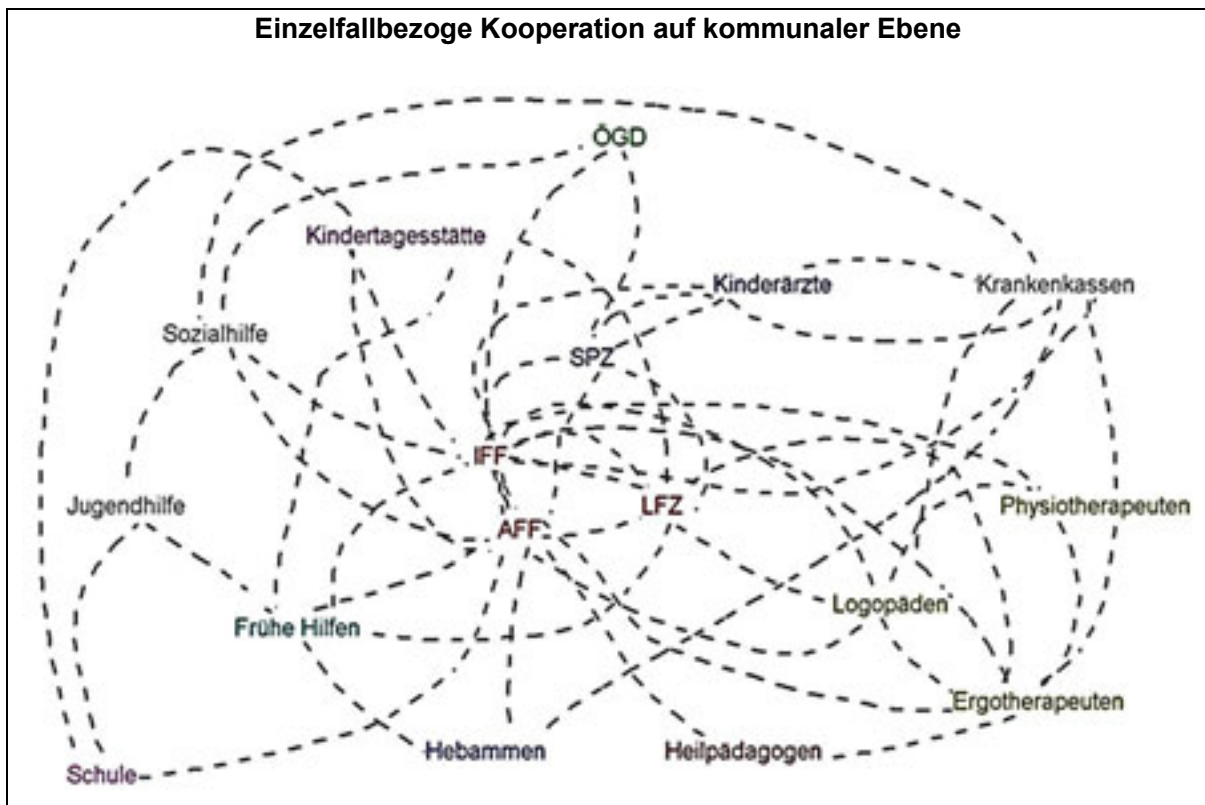 Einzelfallbezoge Kooperation auf kommunaler Ebene
ÖGD
Kindertagesstätte
Kinderärzte
Krankenkassen
Sozialhilfe
SPZ
IFF
Jugendhilfe
LFZ
Physiotherapeuten
AFF
Logopäden
Frühe Hilfen
Ergotherapeuten
Hebammen
Heilpädagogen
Schule